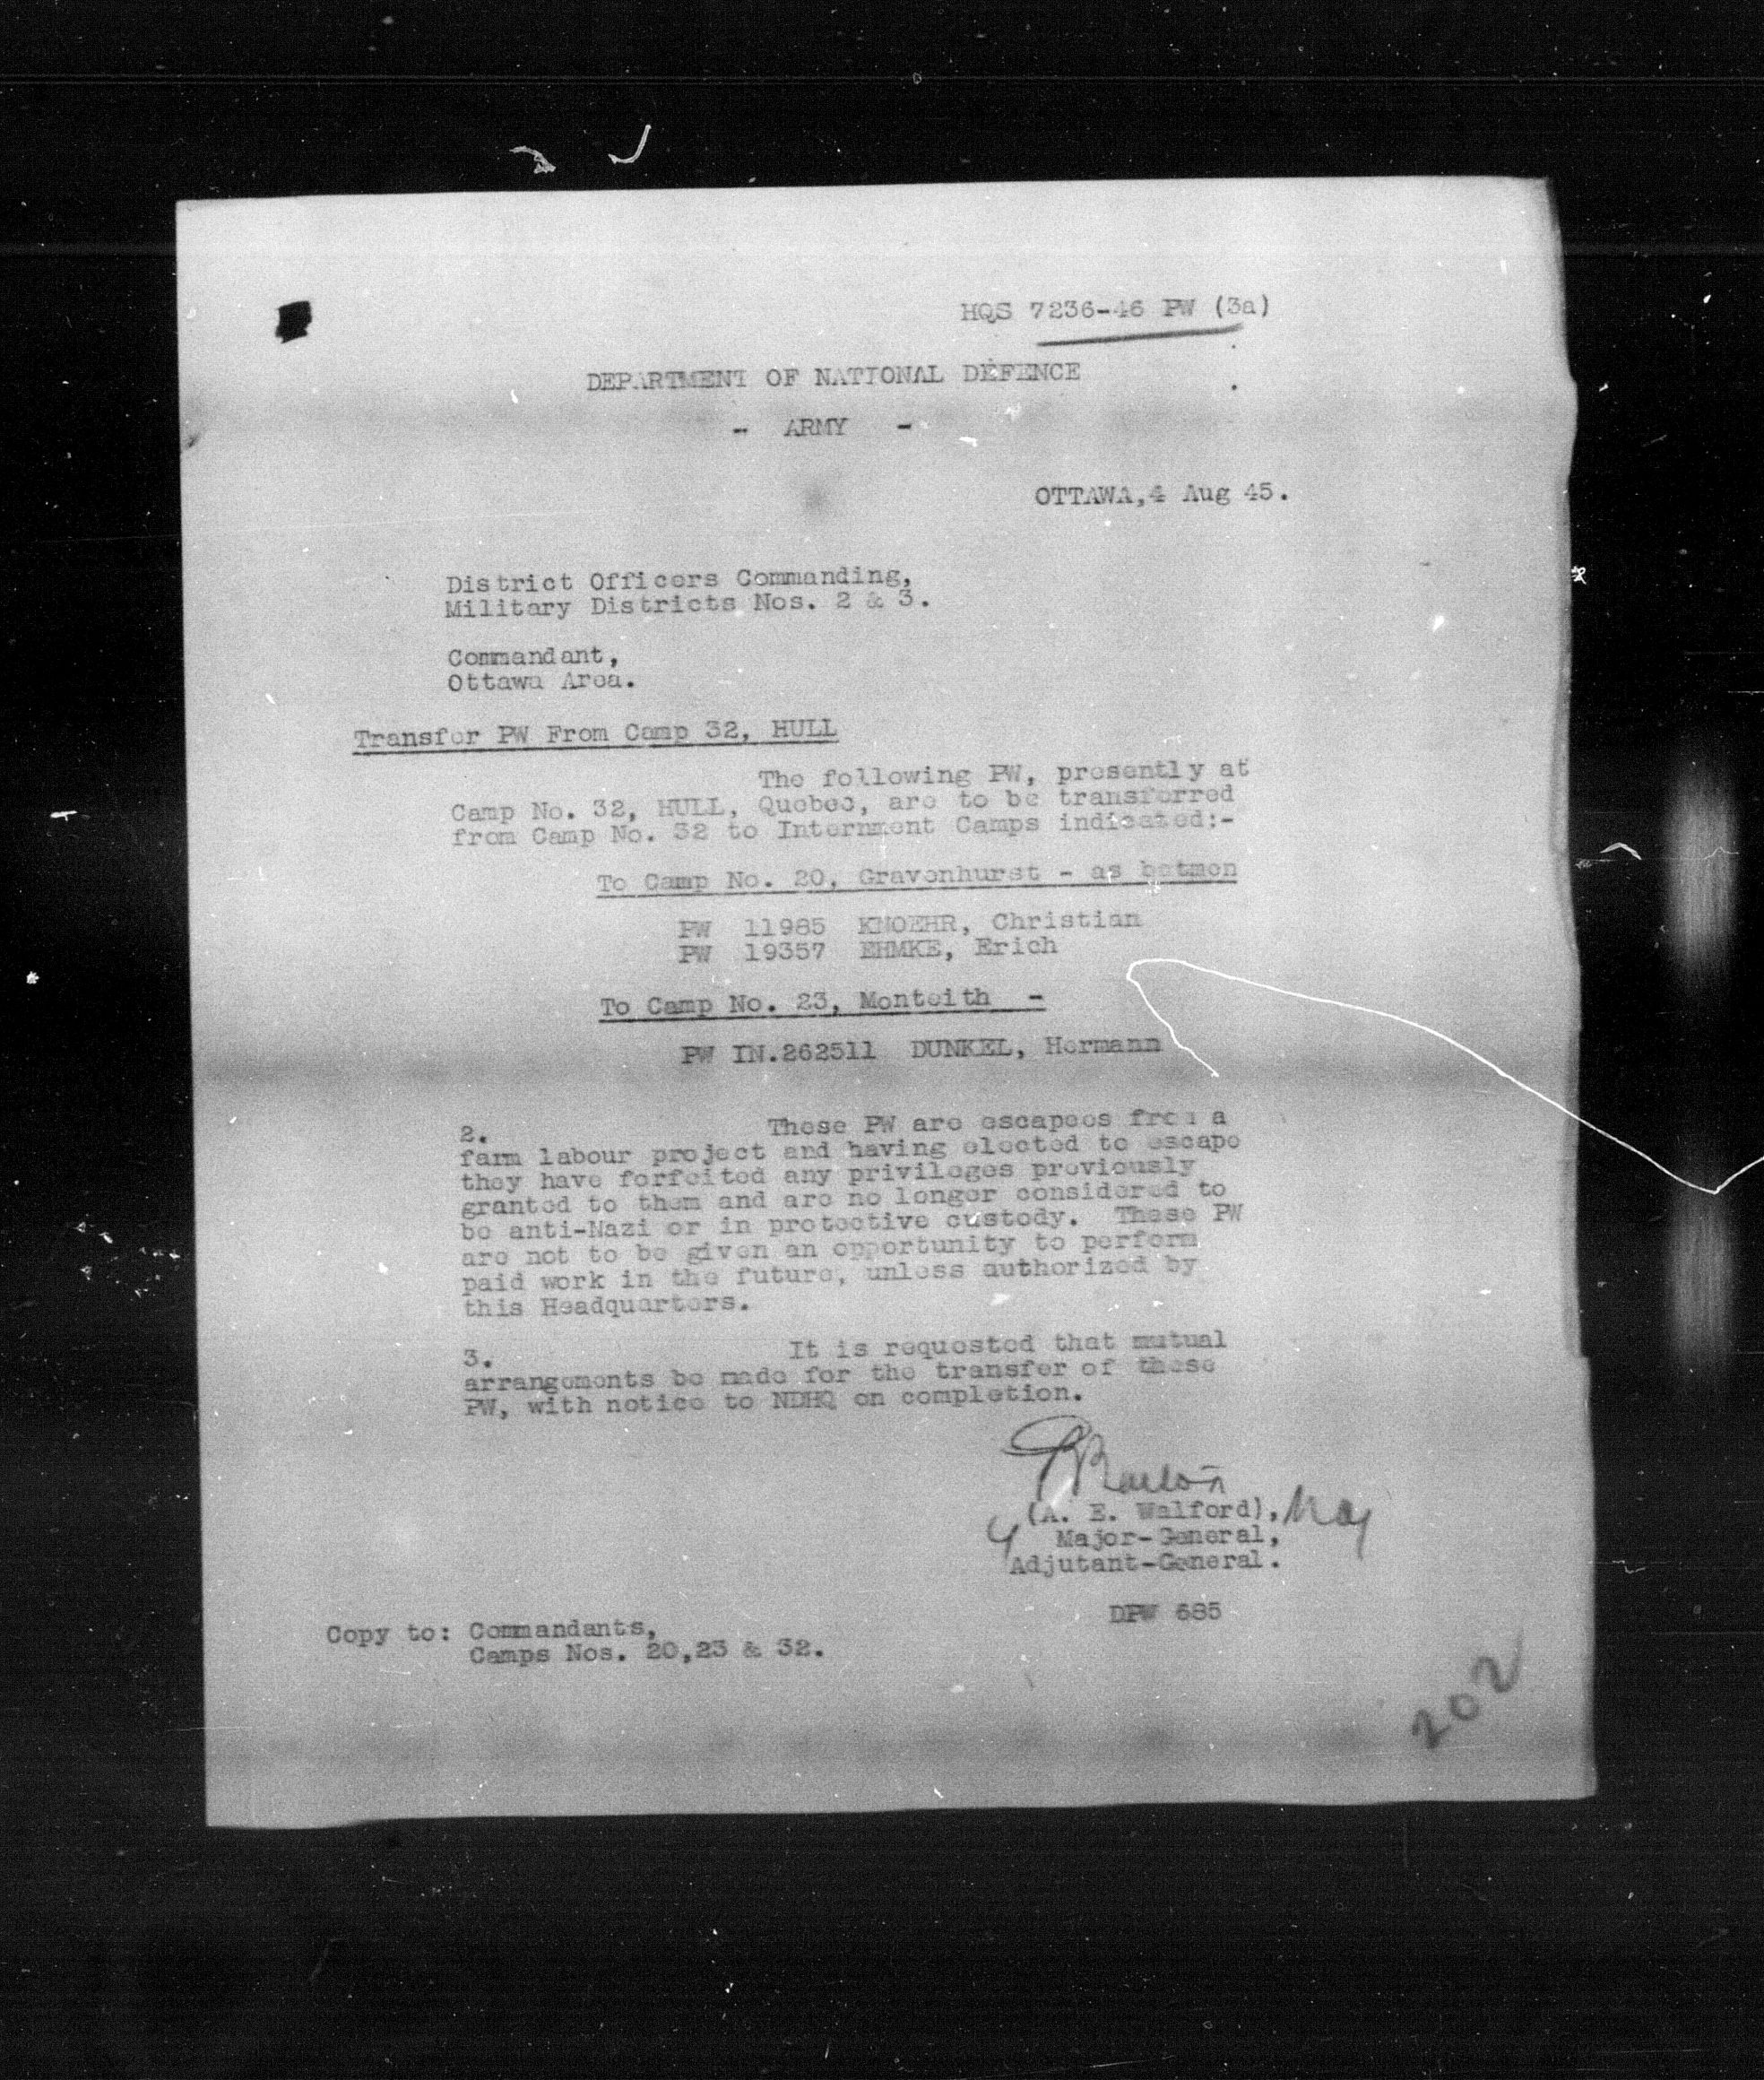 HQS 7236-46 PW (3a)
DEPARTMENT OF NATIONAL DEFENCE
- ARMY -
OTTAWA, 4 Aug 45.
District Officers Commanding,
Military Districts Nos. 2 & 3.
Commandant,
Ottawa Area.
Transfer PW From Camp 32, HULL
The following PW, presently at
Camp No. 32, HULL, Quebec, are to be transferred
from Camp No. 32 to Internment Camps indicated:-
To Camp No. 20, Gravenhurst - as batmen
PW 11985 KNOEHR, Christian
PW 19357 EHMKE, Erich
To Camp No. 23, Monteith -
PW IN.262511 DUNKEL, Hermann
2. These PW are escapees from a
farm labour project and having elected to escape
they have forfeited any privileges previously
granted to them and are no longer considered to
be anti-Nazi or in protective custody. These PW
are not to be given an opportunity to perform
paid work in the future, unless authorized by
this Headquarters.
3. It is requested that mutual
arrangements be made for the transfer of these
PW, with notice to NDHQ on completion.
(A. E. Walford), Maj
Major-General,
Adjutant-General.
DPW 685
Copy to: Commandants,
Camps Nos. 20,23 & 32.
202